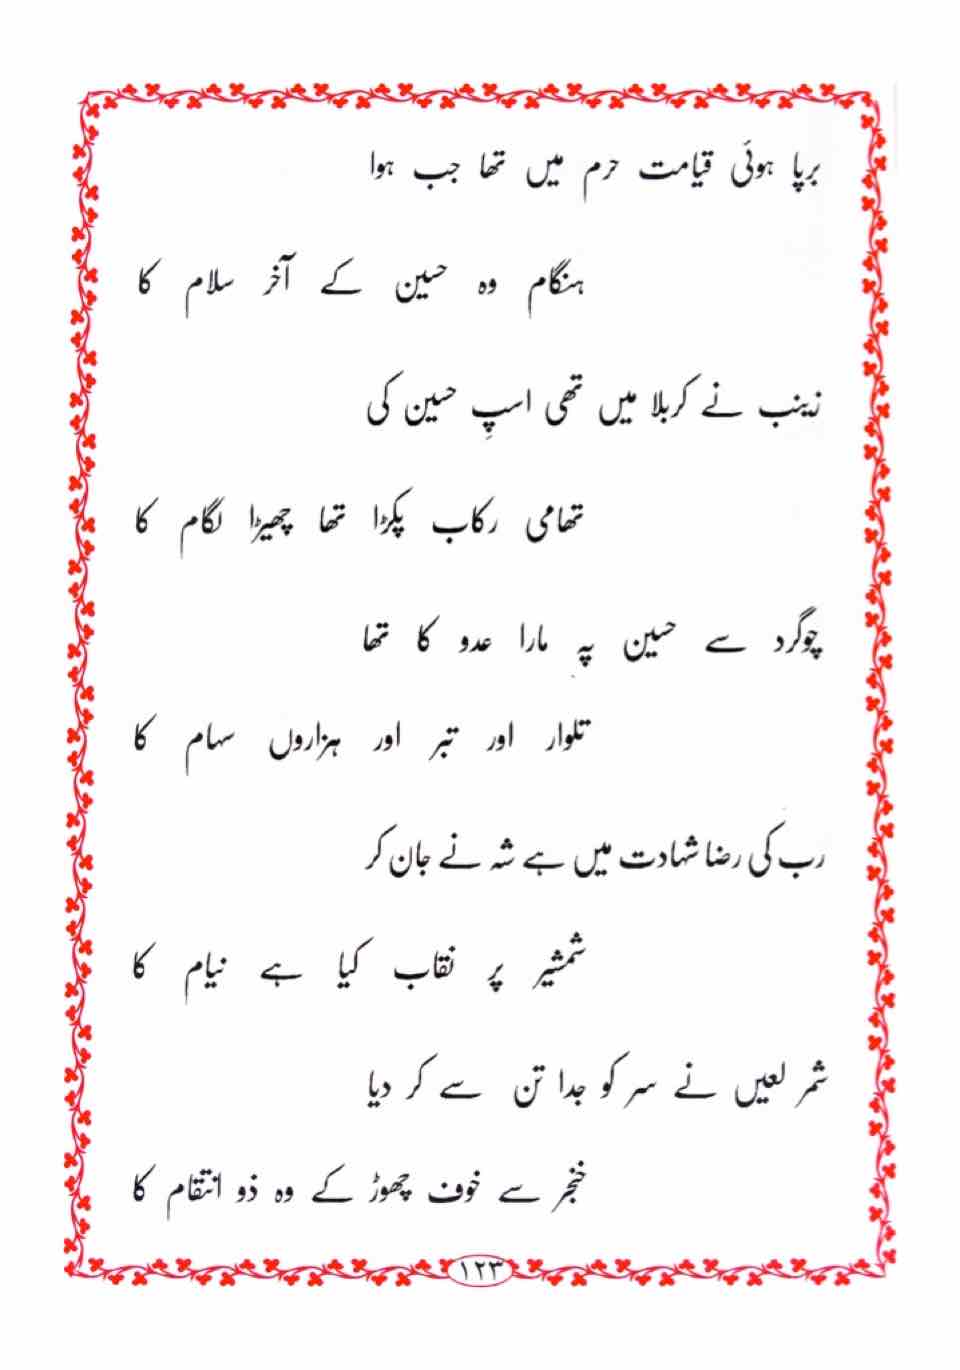 برپا ہوئی قیامت حرم میں تھا جب ہوا
ہنگام وہ حسین کے آخر سلام کا
زینب نے کربلا میں تھی اسپِ حسین کی
تھامی رکاب پکڑا تھا چھیڑا لگام کا
چوگرد سے حسین پہ مارا عدو کا تھا
تلوار اور تبر اور ہزاروں سہام کا
رب کی رضا شہادت میں ہے شہ نے جان کر
شمشیر پر نقاب کیا ہے نیام کا
شمر لعیں نے سر کو جدا تن سے کر دیا
خنجر سے خوف چھوڑ کے وہ ذو انتقام کا
۱۲۳